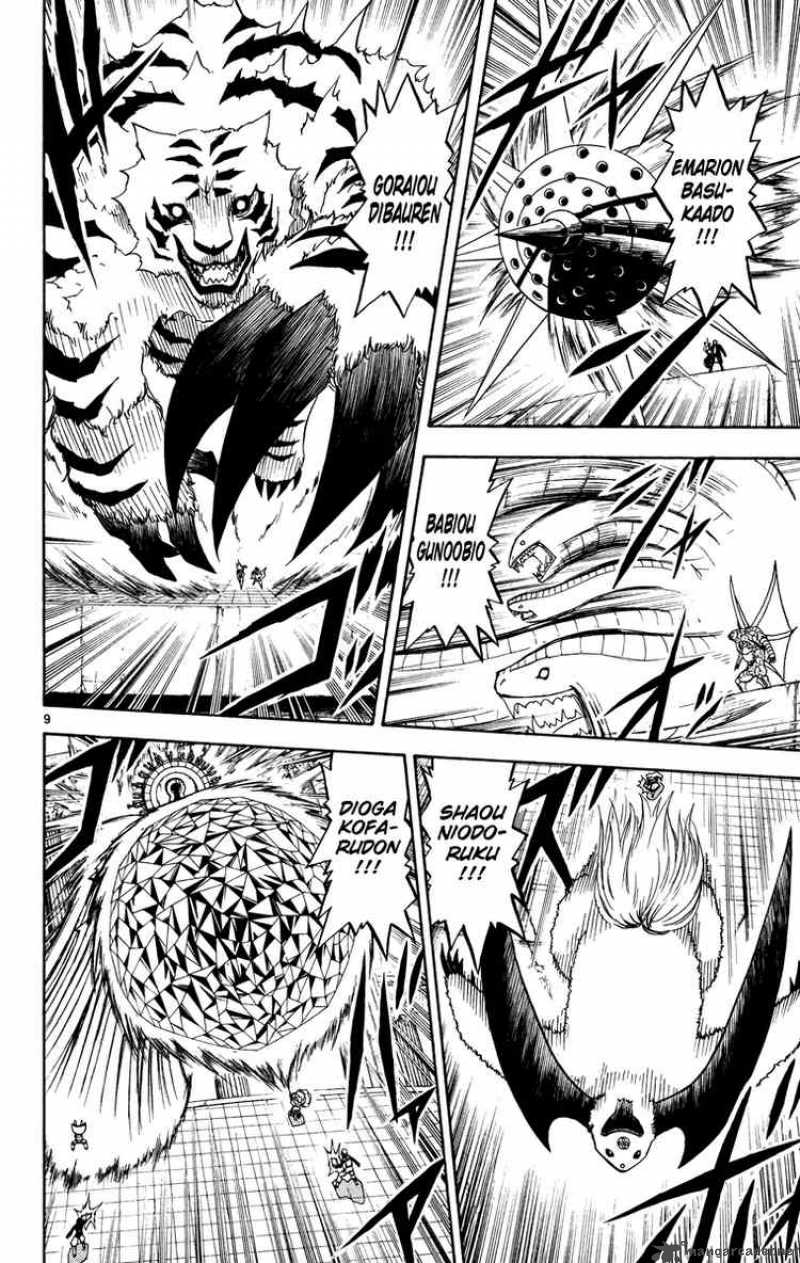 EMARION
BASU-
KAADO
!!!
GORAIOU
DIBAUREN
!!!
BABIOU
GUNOOBIO
!!!
SHAOU
NIODO-
RUKU
!!!
DIOGA
KOFA-
RUDON
!!!
9